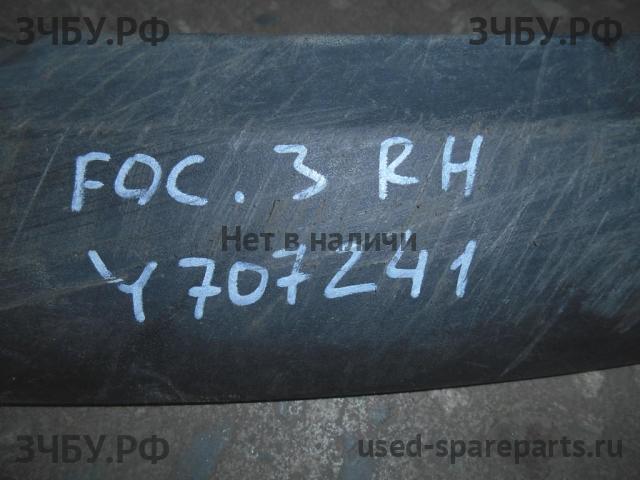 ЗЧБУ.РФ ЗЧБУ.РФ
FOC. 3 RH
Нет в наличи
Y707241
ЗЧБУ.РФ used-spareparts.ru